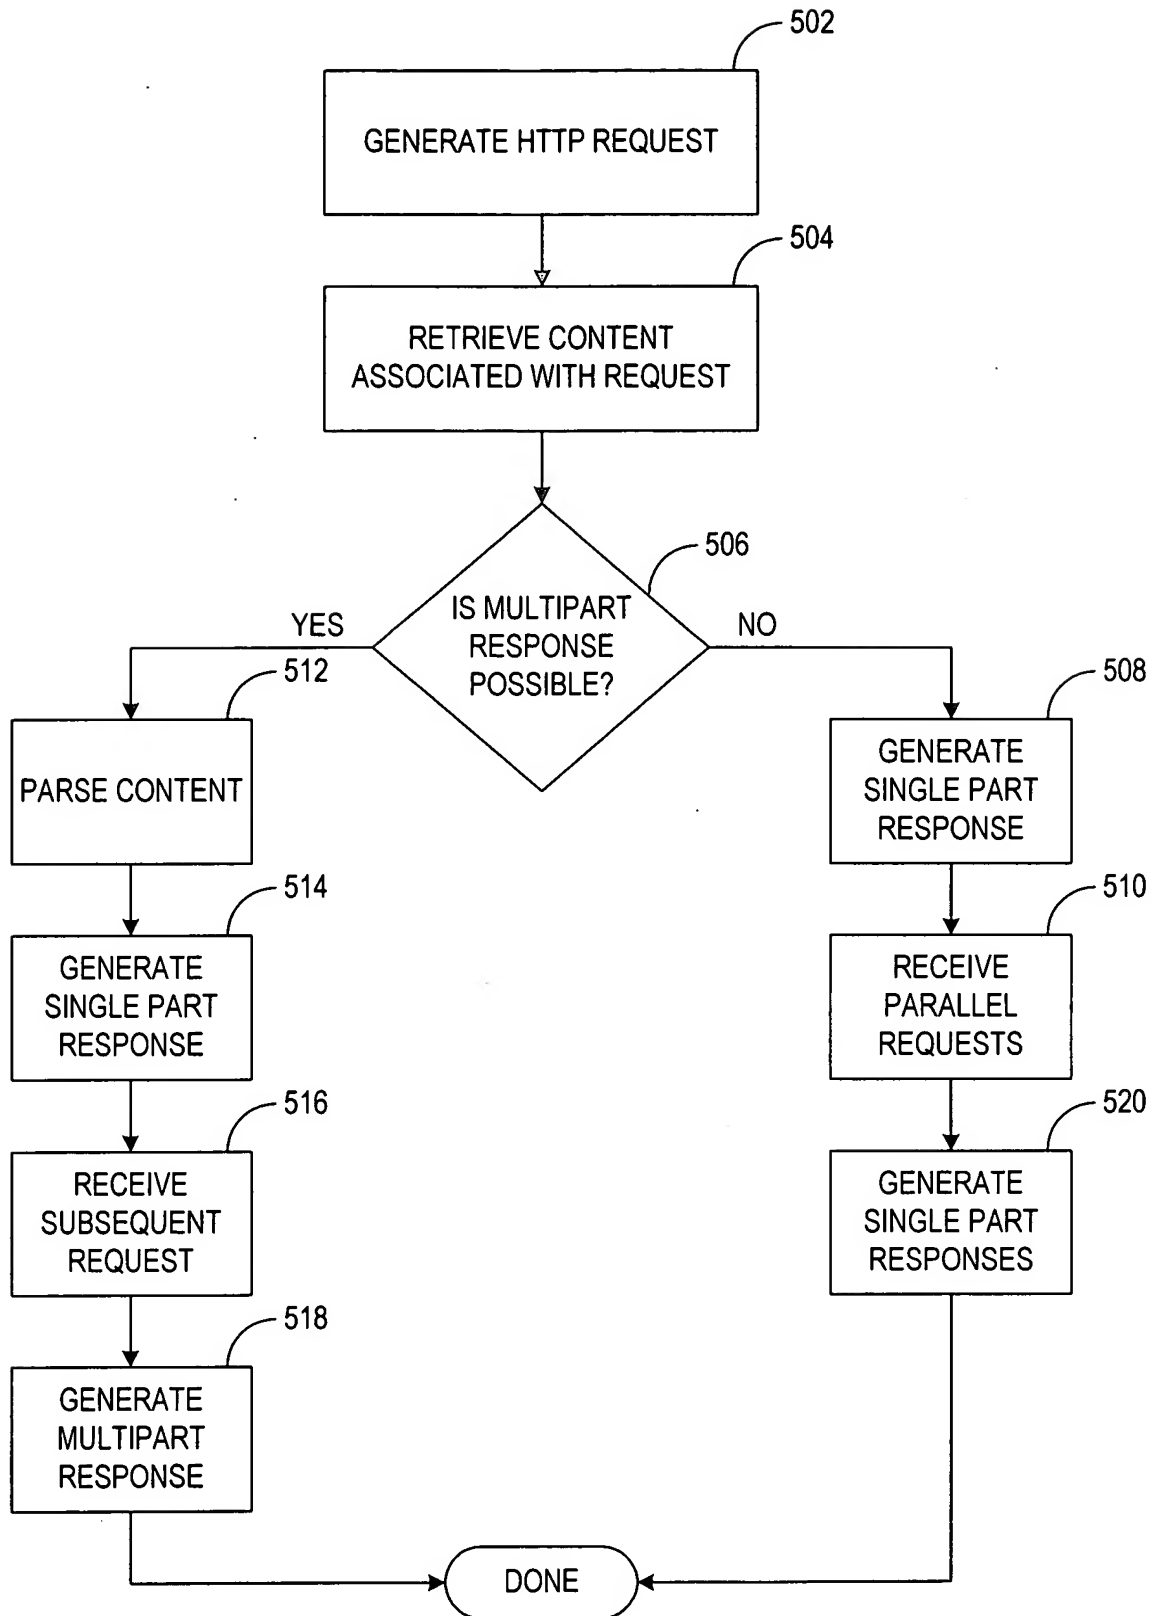 502
GENERATE HTTP REQUEST
504
RETRIEVE CONTENT
ASSOCIATED WITH REQUEST
506
IS MULTIPART
RESPONSE
POSSIBLE?
YES
NO
512
PARSE CONTENT
508
GENERATE
SINGLE PART
RESPONSE
514
GENERATE
SINGLE PART
RESPONSE
510
RECEIVE
PARALLEL
REQUESTS
516
RECEIVE
SUBSEQUENT
REQUEST
520
GENERATE
SINGLE PART
RESPONSES
518
GENERATE
MULTIPART
RESPONSE
DONE